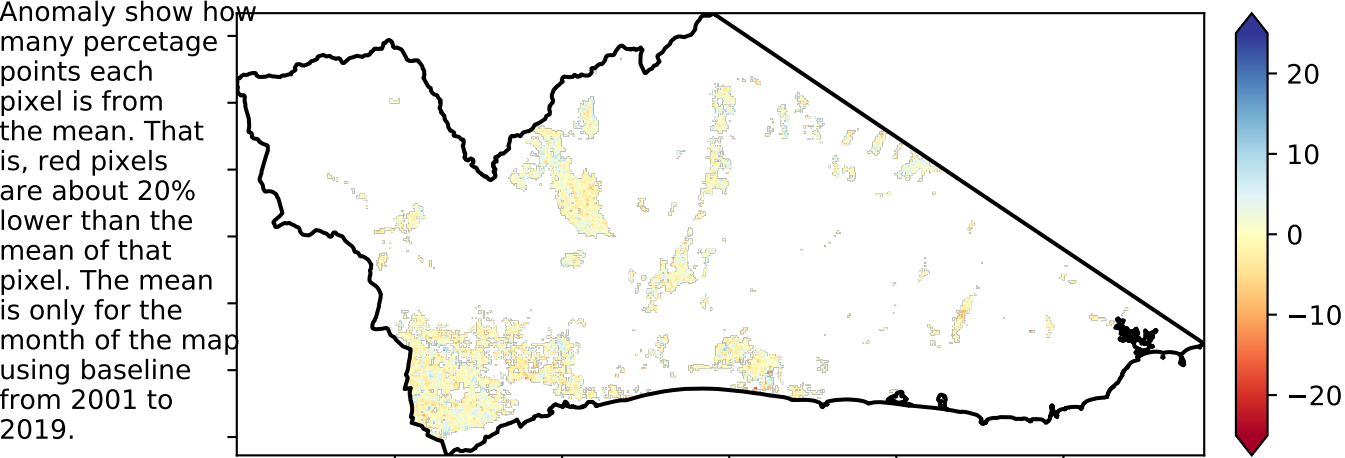 Anomaly show how
many percetage
points each
pixel is from
the mean. That
is, red pixels
are about 20%
lower than the
mean of that
pixel. The mean
is only for the
month of the map
using baseline
from 2001 to
2019.
20
10
0
−10
−20